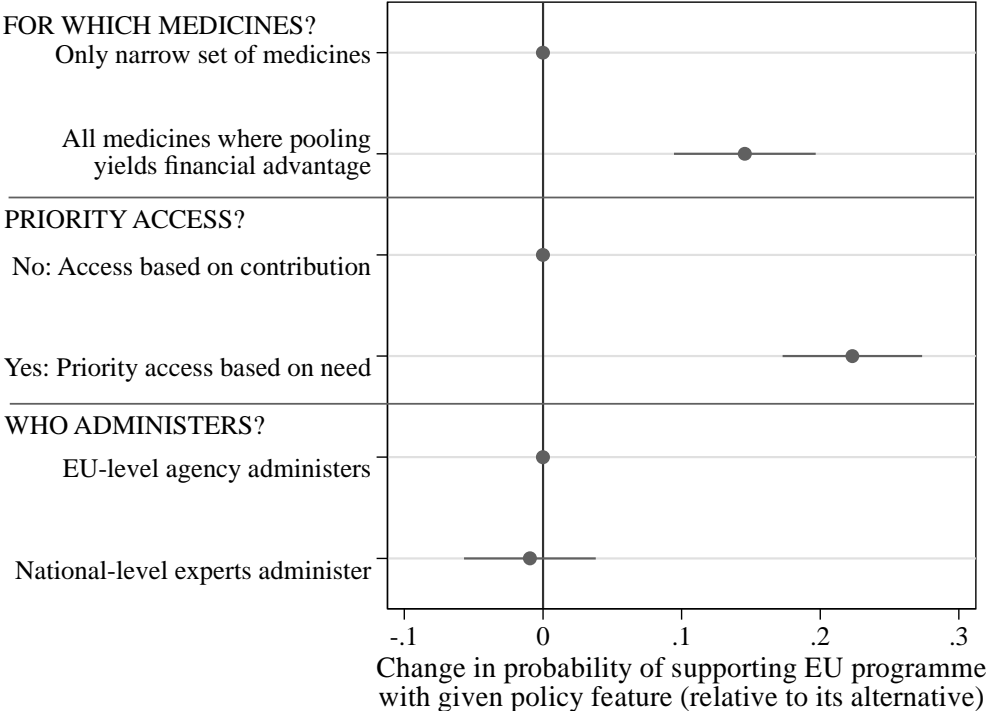 FOR WHICH MEDICINES?
Only narrow set of medicines
All medicines where pooling
yields financial advantage
PRIORITY ACCESS?
No: Access based on contribution
Yes: Priority access based on need
WHO ADMINISTERS?
EU-level agency administers
National-level experts administer
-.1 0 .1 .2 .3
Change in probability of supporting EU programme
with given policy feature (relative to its alternative)